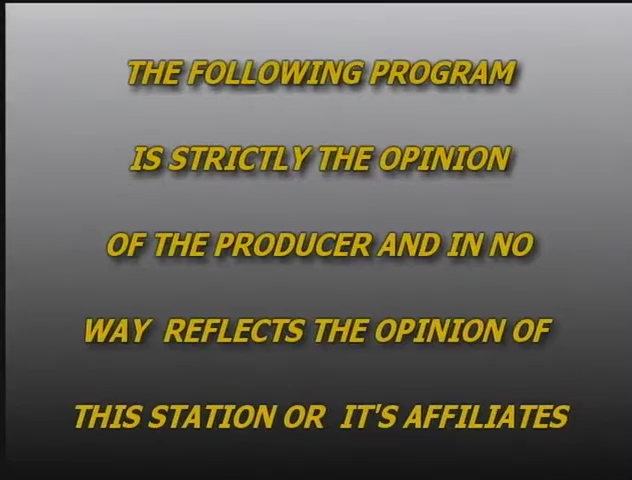 THE FOLLOWING PROGRAM
IS STRICTLY THE OPINION
OF THE PRODUCER AND IN NO
WAY REFLECTS THE OPINION OF
THIS STATION OR IT'S AFFILIATES